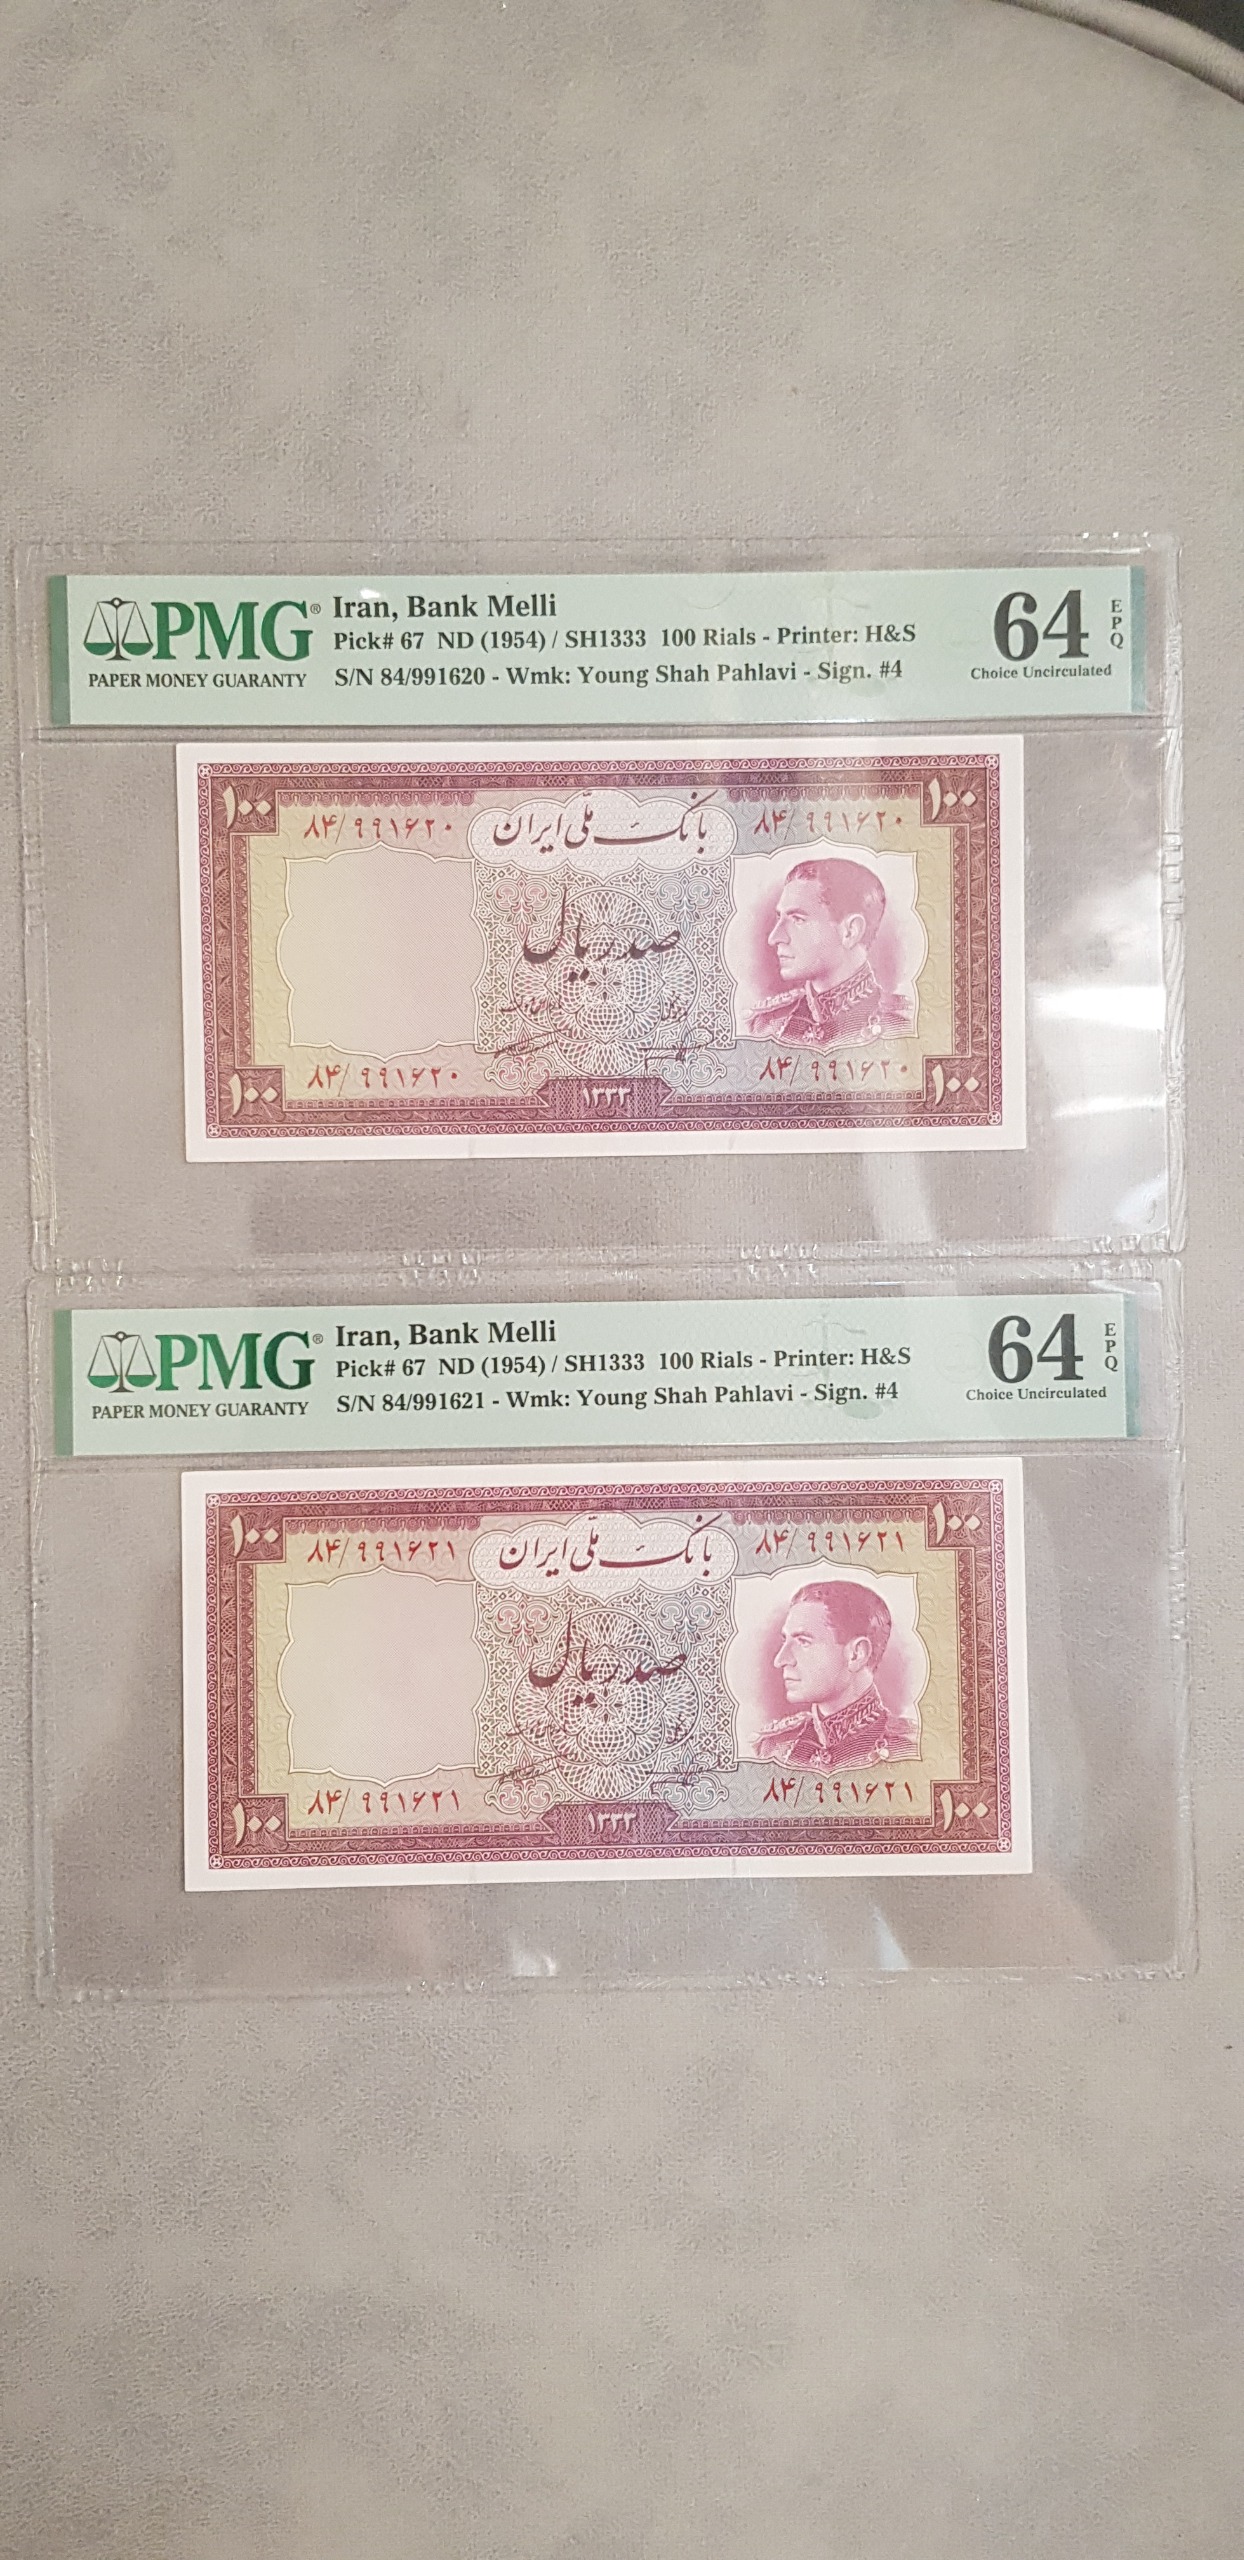 PMG®
PAPER MONEY GUARANTY
Iran, Bank Melli
Pick# 67 ND (1954) / SH1333 100 Rials - Printer: H&S
S/N 84/991620 - Wmk: Young Shah Pahlavi - Sign. #4
64 EPQ
Choice Uncirculated
۱۰۰ ۱۰۰
۸۴/۹۹۱۶۲۰ بانک ملّی ایران ۸۴/۹۹۱۶۲۰
صد ریال
۸۴/۹۹۱۶۲۰ ۸۴/۹۹۱۶۲۰
۱۰۰ ۱۳۳۳ ۱۰۰
PMG®
PAPER MONEY GUARANTY
Iran, Bank Melli
Pick# 67 ND (1954) / SH1333 100 Rials - Printer: H&S
S/N 84/991621 - Wmk: Young Shah Pahlavi - Sign. #4
64 EPQ
Choice Uncirculated
۱۰۰ ۱۰۰
۸۴/۹۹۱۶۲۱ بانک ملّی ایران ۸۴/۹۹۱۶۲۱
صد ریال
۸۴/۹۹۱۶۲۱ ۸۴/۹۹۱۶۲۱
۱۰۰ ۱۳۳۳ ۱۰۰